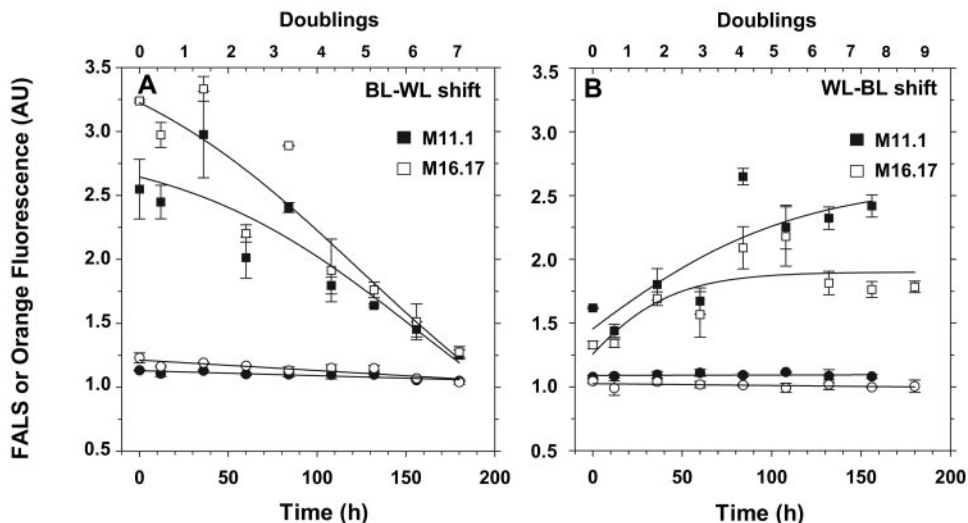 Doublings
0 1 2 3 4 5 6 7
A
BL-WL shift
M11.1
M16.17
3.5
3.0
2.5
2.0
1.5
1.0
0.5
0 50 100 150 200
Time (h)
FALS or Orange Fluorescence (AU)
Doublings
0 1 2 3 4 5 6 7 8 9
B
WL-BL shift
M11.1
M16.17
3.5
3.0
2.5
2.0
1.5
1.0
0.5
0 50 100 150 200
Time (h)